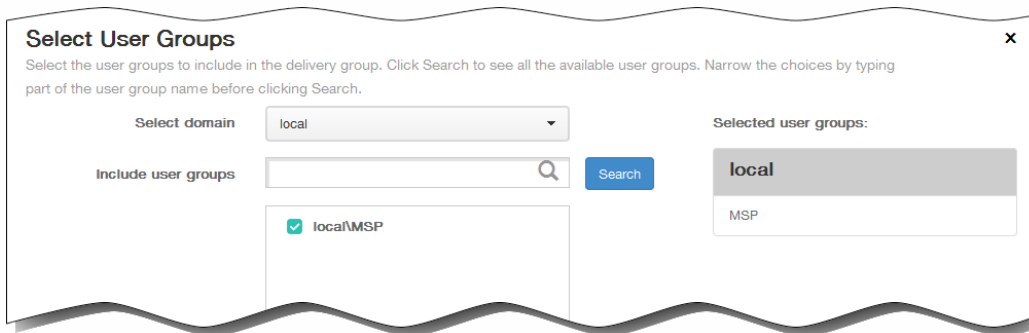 Select User Groups
x
Select the user groups to include in the delivery group. Click Search to see all the available user groups. Narrow the choices by typing
part of the user group name before clicking Search.
Select domain
local
Selected user groups:
Include user groups
Search
local
local\MSP
MSP